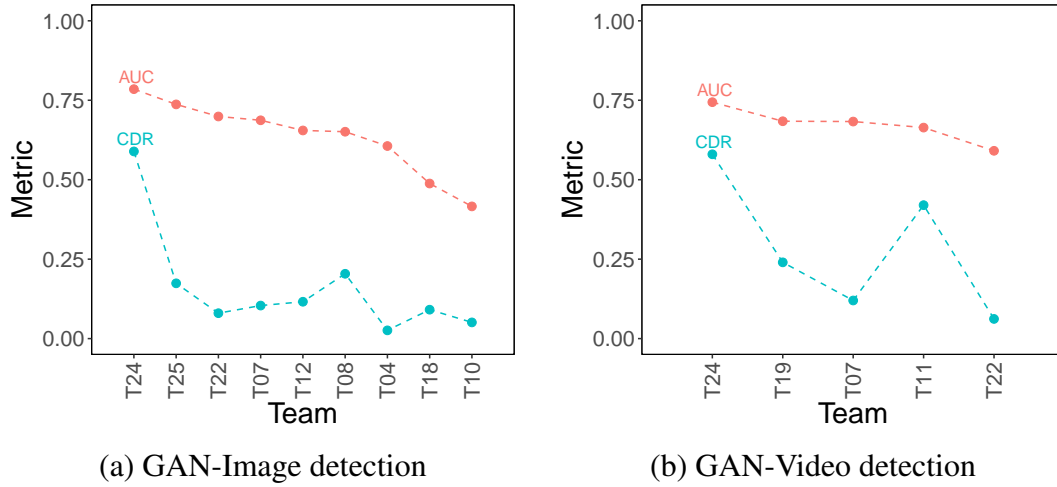 1.00
0.75
0.50
0.25
0.00
Metric
AUC
CDR
T24
T25
T22
T07
T12
T08
T04
T18
T10
Team
(a) GAN-Image detection
1.00
0.75
0.50
0.25
0.00
Metric
AUC
CDR
T24
T19
T07
T11
T22
Team
(b) GAN-Video detection